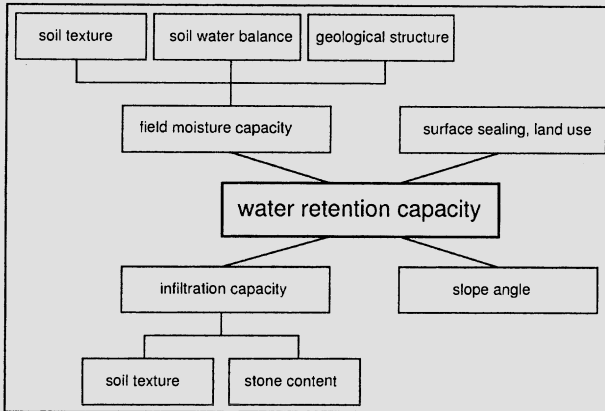 soil texture
soil water balance
geological structure
field moisture capacity
surface sealing, land use
water retention capacity
infiltration capacity
slope angle
soil texture
stone content